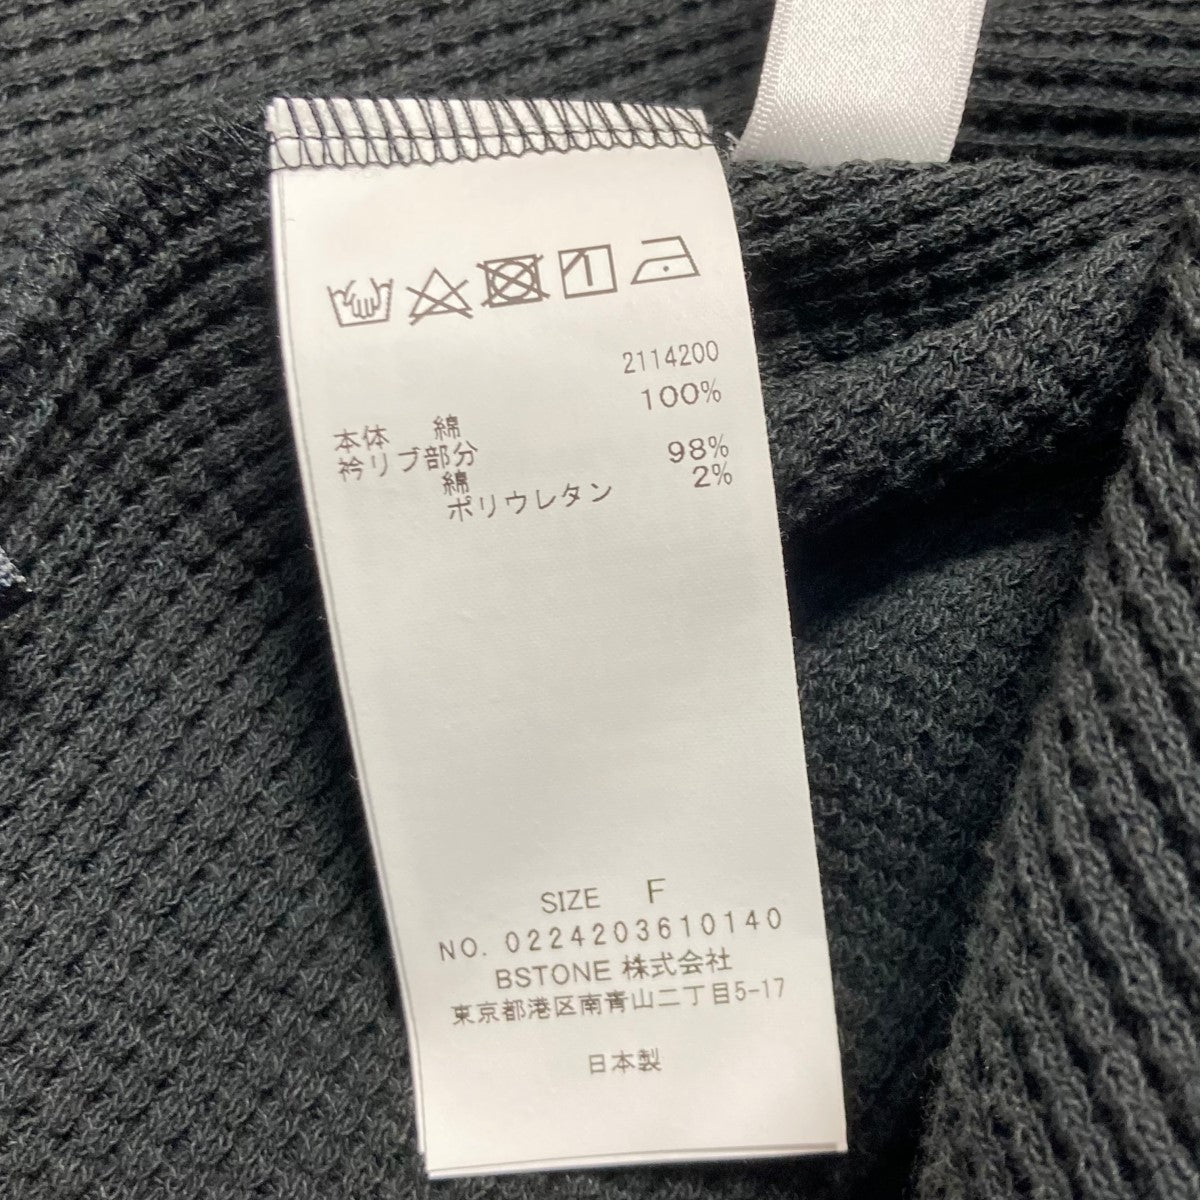 2114200
本体 綿 100%
衿リブ部分
綿 98%
ポリウレタン 2%
SIZE F
NO. 0224203610140
BSTONE 株式会社
東京都港区南青山二丁目5-17
日本製